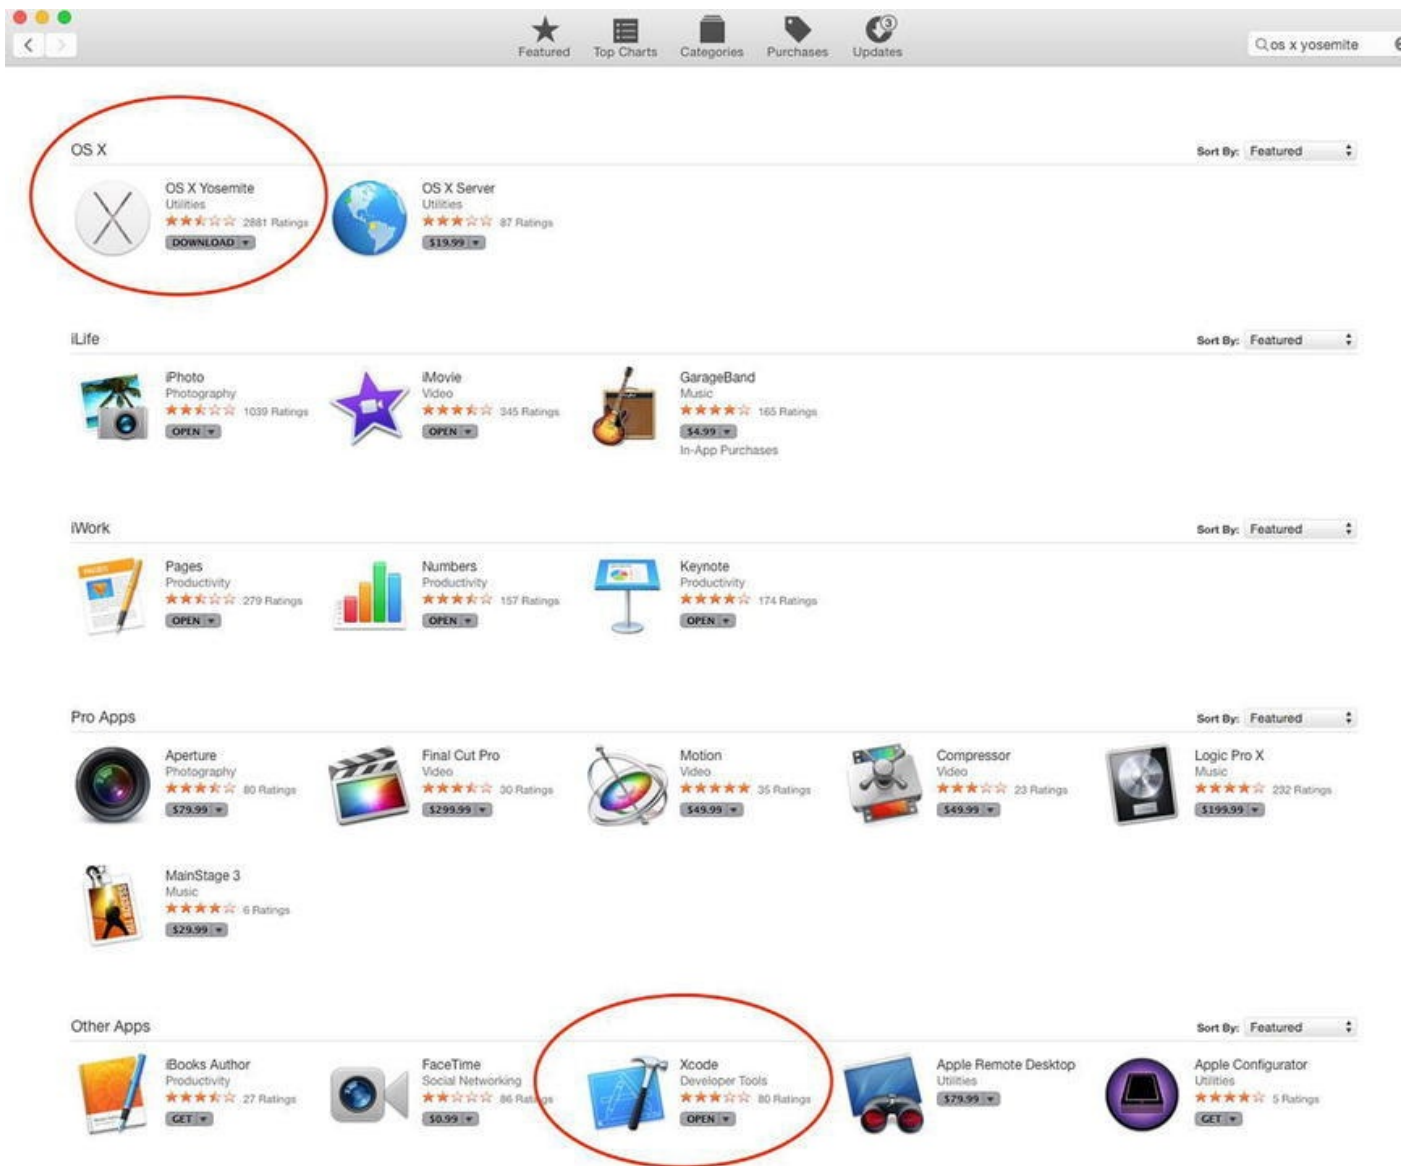 Featured Top Charts Categories Purchases Updates
3
os x yosemite
OS X
Sort By: Featured
OS X Yosemite
Utilities
2881 Ratings
DOWNLOAD
OS X Server
Utilities
87 Ratings
$19.99
iLife
Sort By: Featured
iPhoto
Photography
1039 Ratings
OPEN
iMovie
Video
345 Ratings
OPEN
GarageBand
Music
165 Ratings
$4.99
In-App Purchases
iWork
Sort By: Featured
PAGES
Pages
Productivity
279 Ratings
OPEN
Numbers
Productivity
157 Ratings
OPEN
Keynote
Productivity
174 Ratings
OPEN
Pro Apps
Sort By: Featured
Aperture
Photography
80 Ratings
$79.99
Final Cut Pro
Video
30 Ratings
$299.99
Motion
Video
35 Ratings
$49.99
Compressor
Video
23 Ratings
$49.99
Logic Pro X
Music
232 Ratings
$199.99
MainStage 3
Music
6 Ratings
$29.99
Other Apps
Sort By: Featured
iBooks Author
Productivity
27 Ratings
GET
FaceTime
Social Networking
86 Ratings
$0.99
Xcode
Developer Tools
80 Ratings
OPEN
Apple Remote Desktop
Utilities
$79.99
Apple Configurator
Utilities
5 Ratings
GET